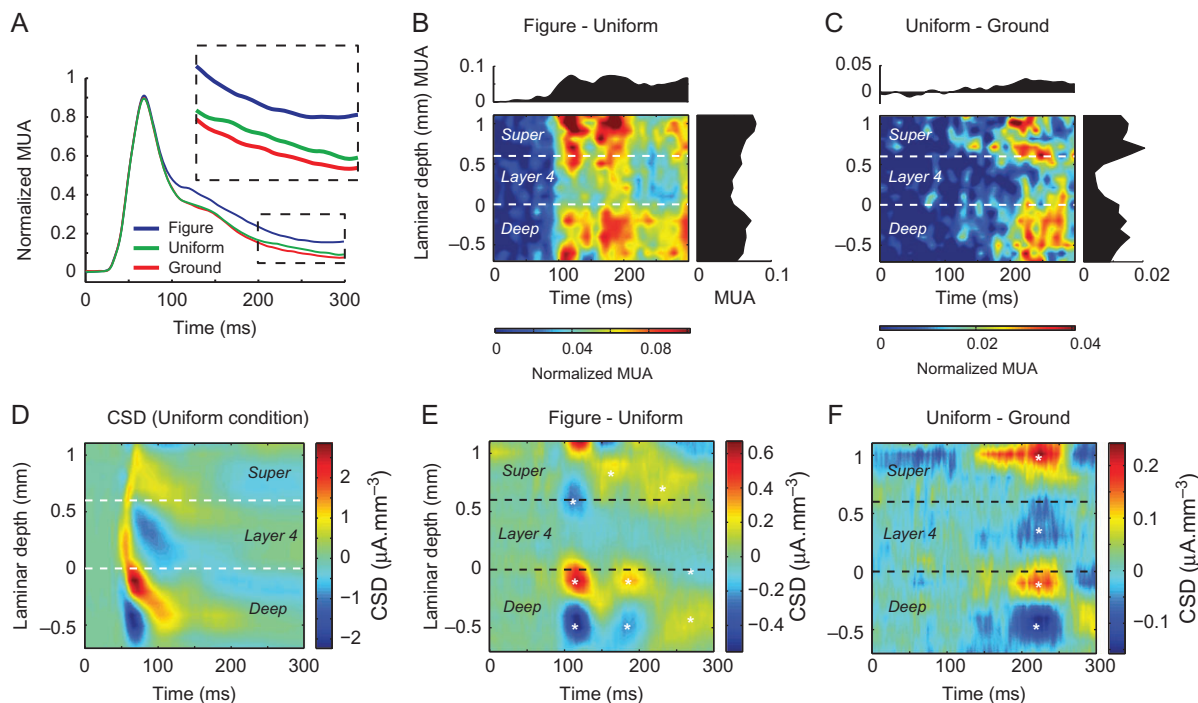 A
Normalized MUA
1
0.8
0.6
0.4
0.2
0
Figure
Uniform
Ground
0 100 200 300
Time (ms)
B
Figure - Uniform
MUA
0.1
0
Laminar depth (mm)
1
0.5
0
–0.5
Super
Layer 4
Deep
0 100 200
Time (ms)
0 0.1
MUA
0 0.04 0.08
Normalized MUA
C
Uniform - Ground
0.05
0
1
0.5
0
–0.5
Super
Layer 4
Deep
0 100 200
Time (ms)
0 0.02
0 0.02 0.04
Normalized MUA
D
CSD (Uniform condition)
Laminar depth (mm)
1
0.5
0
–0.5
Super
Layer 4
Deep
0 100 200 300
Time (ms)
2
1
0
–1
–2
CSD (μA.mm−3)
E
Figure - Uniform
Laminar depth (mm)
1
0.5
0
–0.5
Super
Layer 4
Deep
* * * * * * * * *
0 100 200 300
Time (ms)
0.6
0.4
0.2
0
–0.2
–0.4
CSD (μA.mm−3)
F
Uniform - Ground
Laminar depth (mm)
1
0.5
0
–0.5
Super
Layer 4
Deep
* * * *
0 100 200 300
Time (ms)
0.2
0.1
0
–0.1
CSD (μA.mm−3)